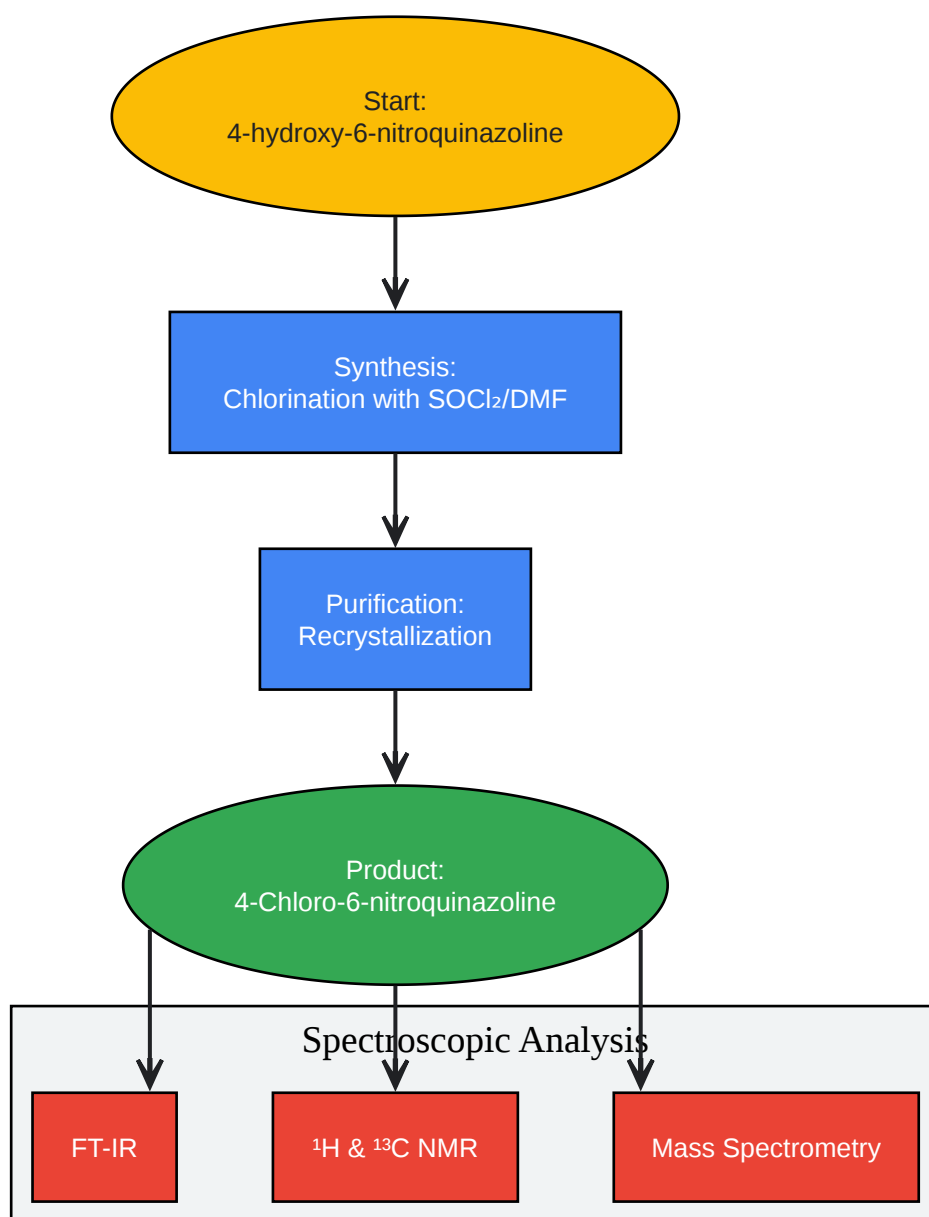 Start:
4-hydroxy-6-nitroquinazoline
Synthesis:
Chlorination with SOCl₂/DMF
Purification:
Recrystallization
Product:
4-Chloro-6-nitroquinazoline
Spectroscopic Analysis
FT-IR
¹H & ¹³C NMR
Mass Spectrometry